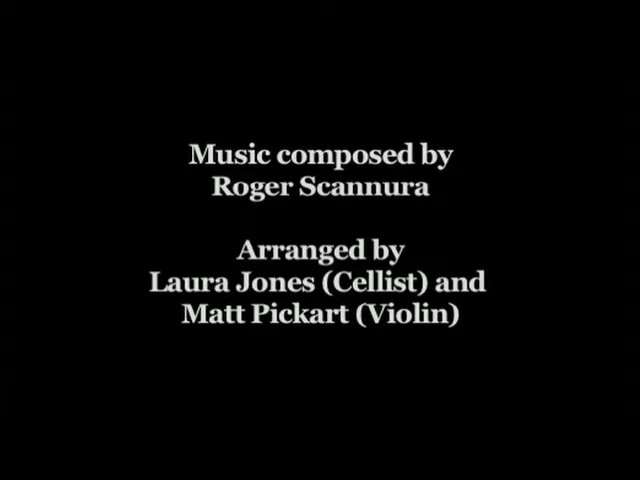 Music composed by
Roger Scannura
Arranged by
Laura Jones (Cellist) and
Matt Pickart (Violin)